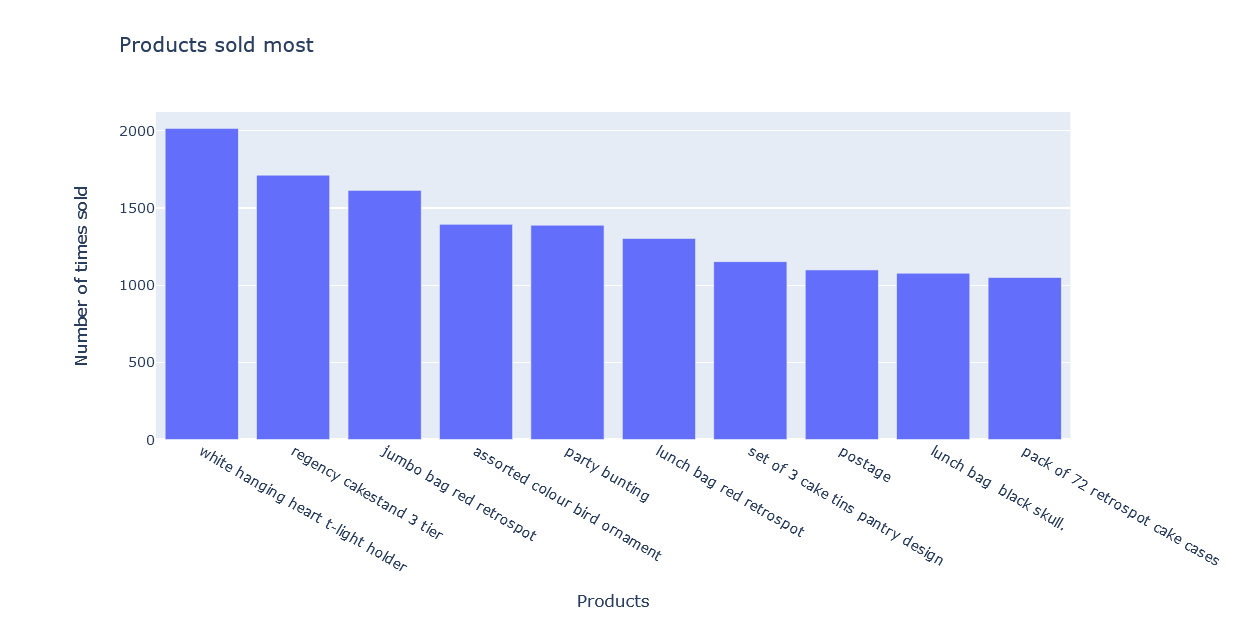 Products sold most
Number of times sold
2000
1500
1000
500
0
white hanging heart t-light holder
regency cakestand 3 tier
jumbo bag red retrospot
assorted colour bird ornament
party bunting
lunch bag red retrospot
set of 3 cake tins pantry design
postage
lunch bag  black skull.
pack of 72 retrospot cake cases
Products